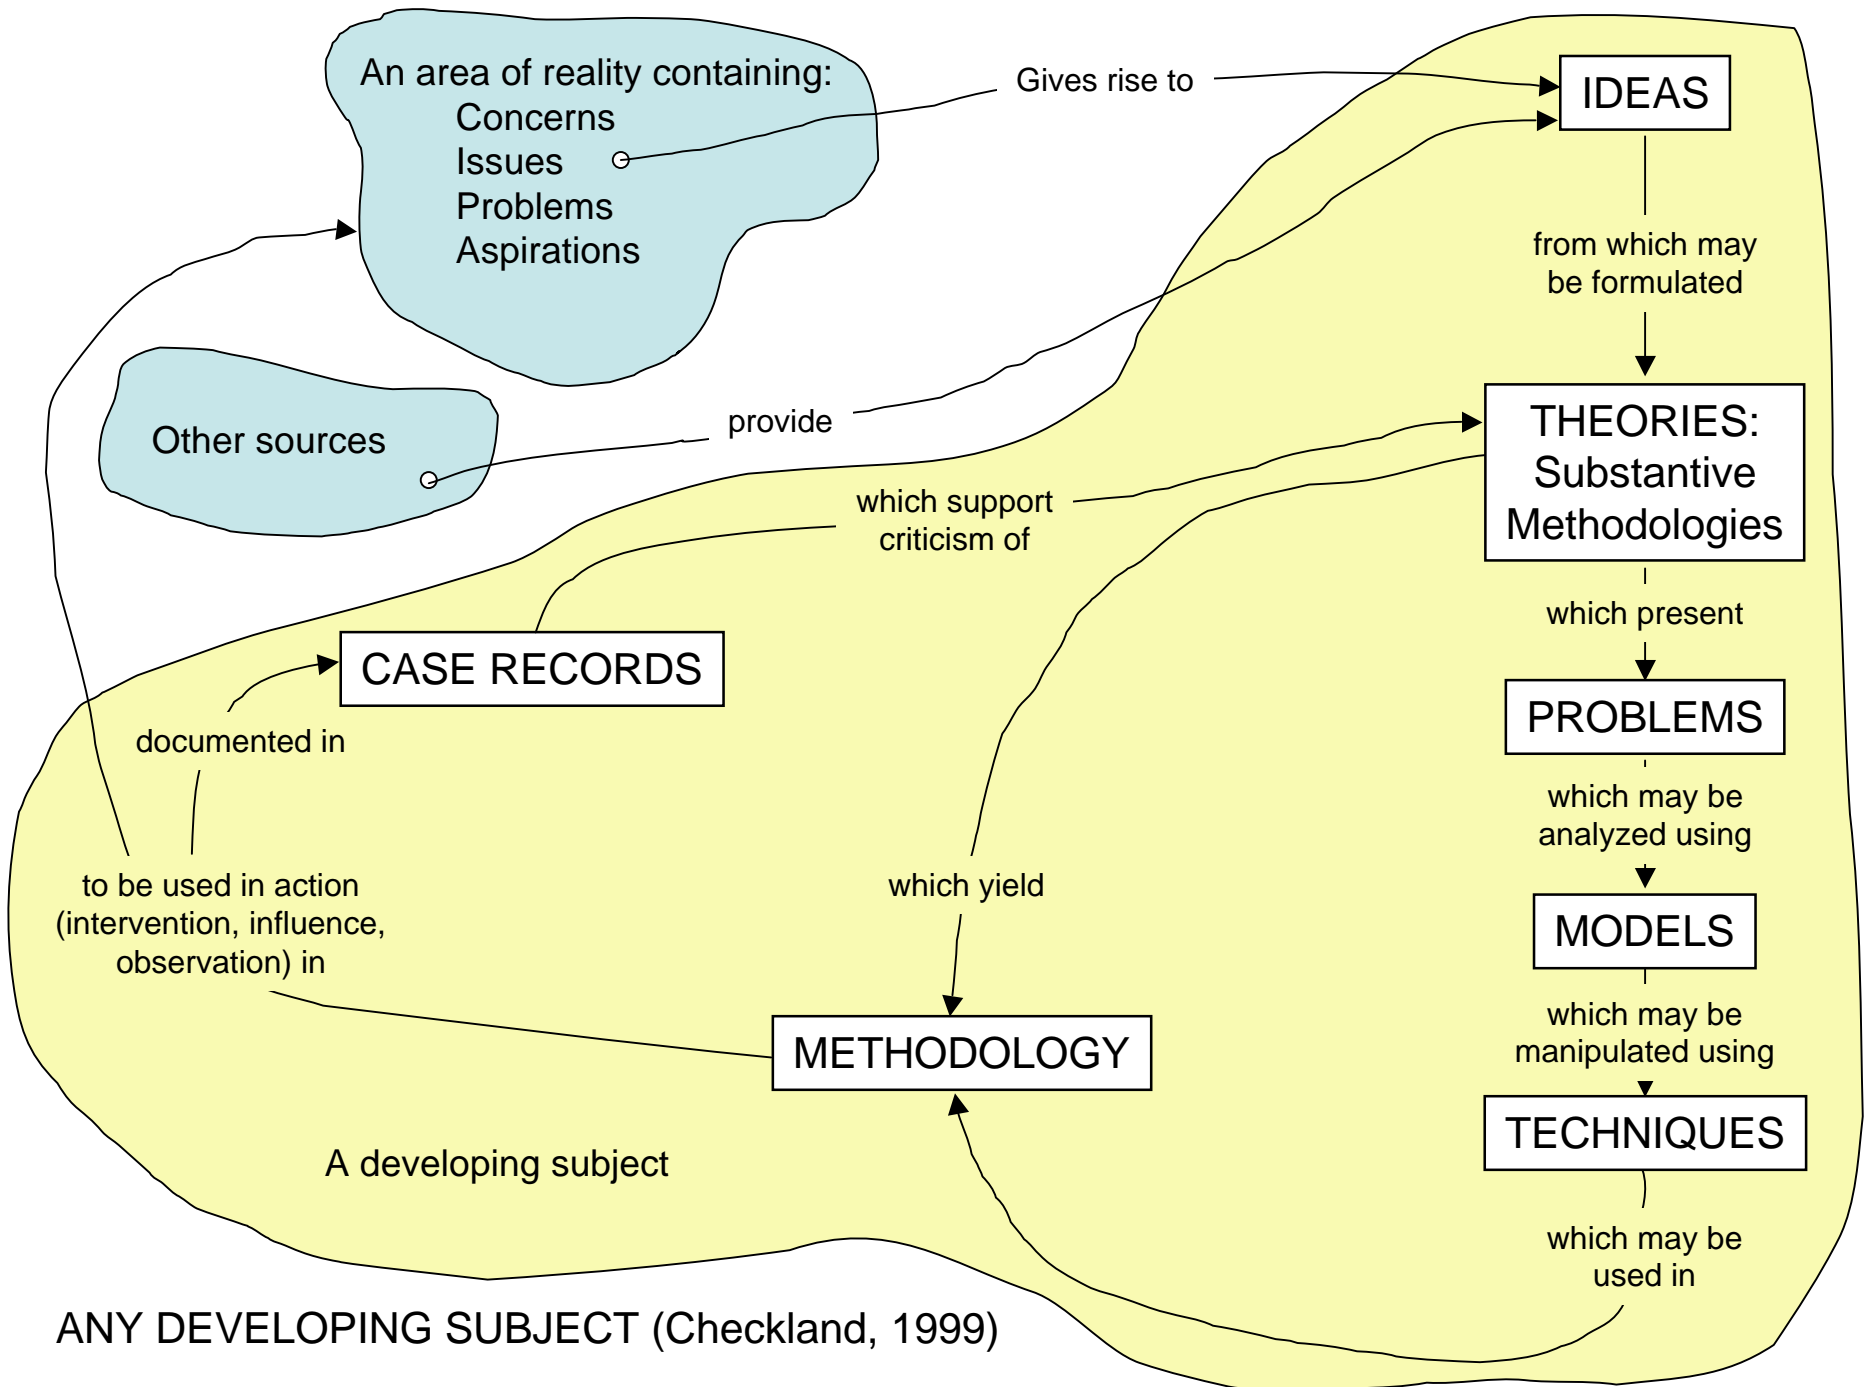 An area of reality containing:
Concerns
Issues
Problems
Aspirations
Gives rise to
IDEAS
from which may
be formulated
Other sources
provide
THEORIES:
Substantive
Methodologies
which support
criticism of
which present
CASE RECORDS
PROBLEMS
documented in
which may be
analyzed using
to be used in action
(intervention, influence,
observation) in
which yield
MODELS
which may be
manipulated using
METHODOLOGY
TECHNIQUES
A developing subject
which may be
used in
ANY DEVELOPING SUBJECT (Checkland, 1999)